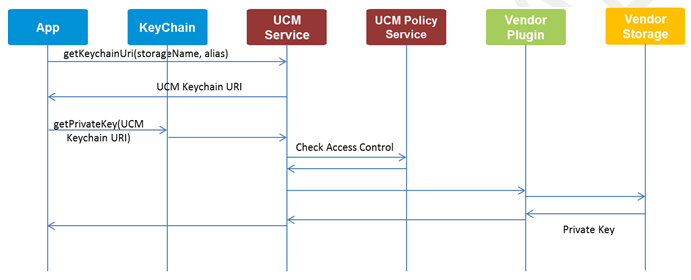 App
KeyChain
UCM
Service
UCM Policy
Service
Vendor
Plugin
Vendor
Storage
getKeychainUri(storageName, alias)
UCM Keychain URI
getPrivateKey(UCM
Keychain URI)
Check Access Control
Private Key